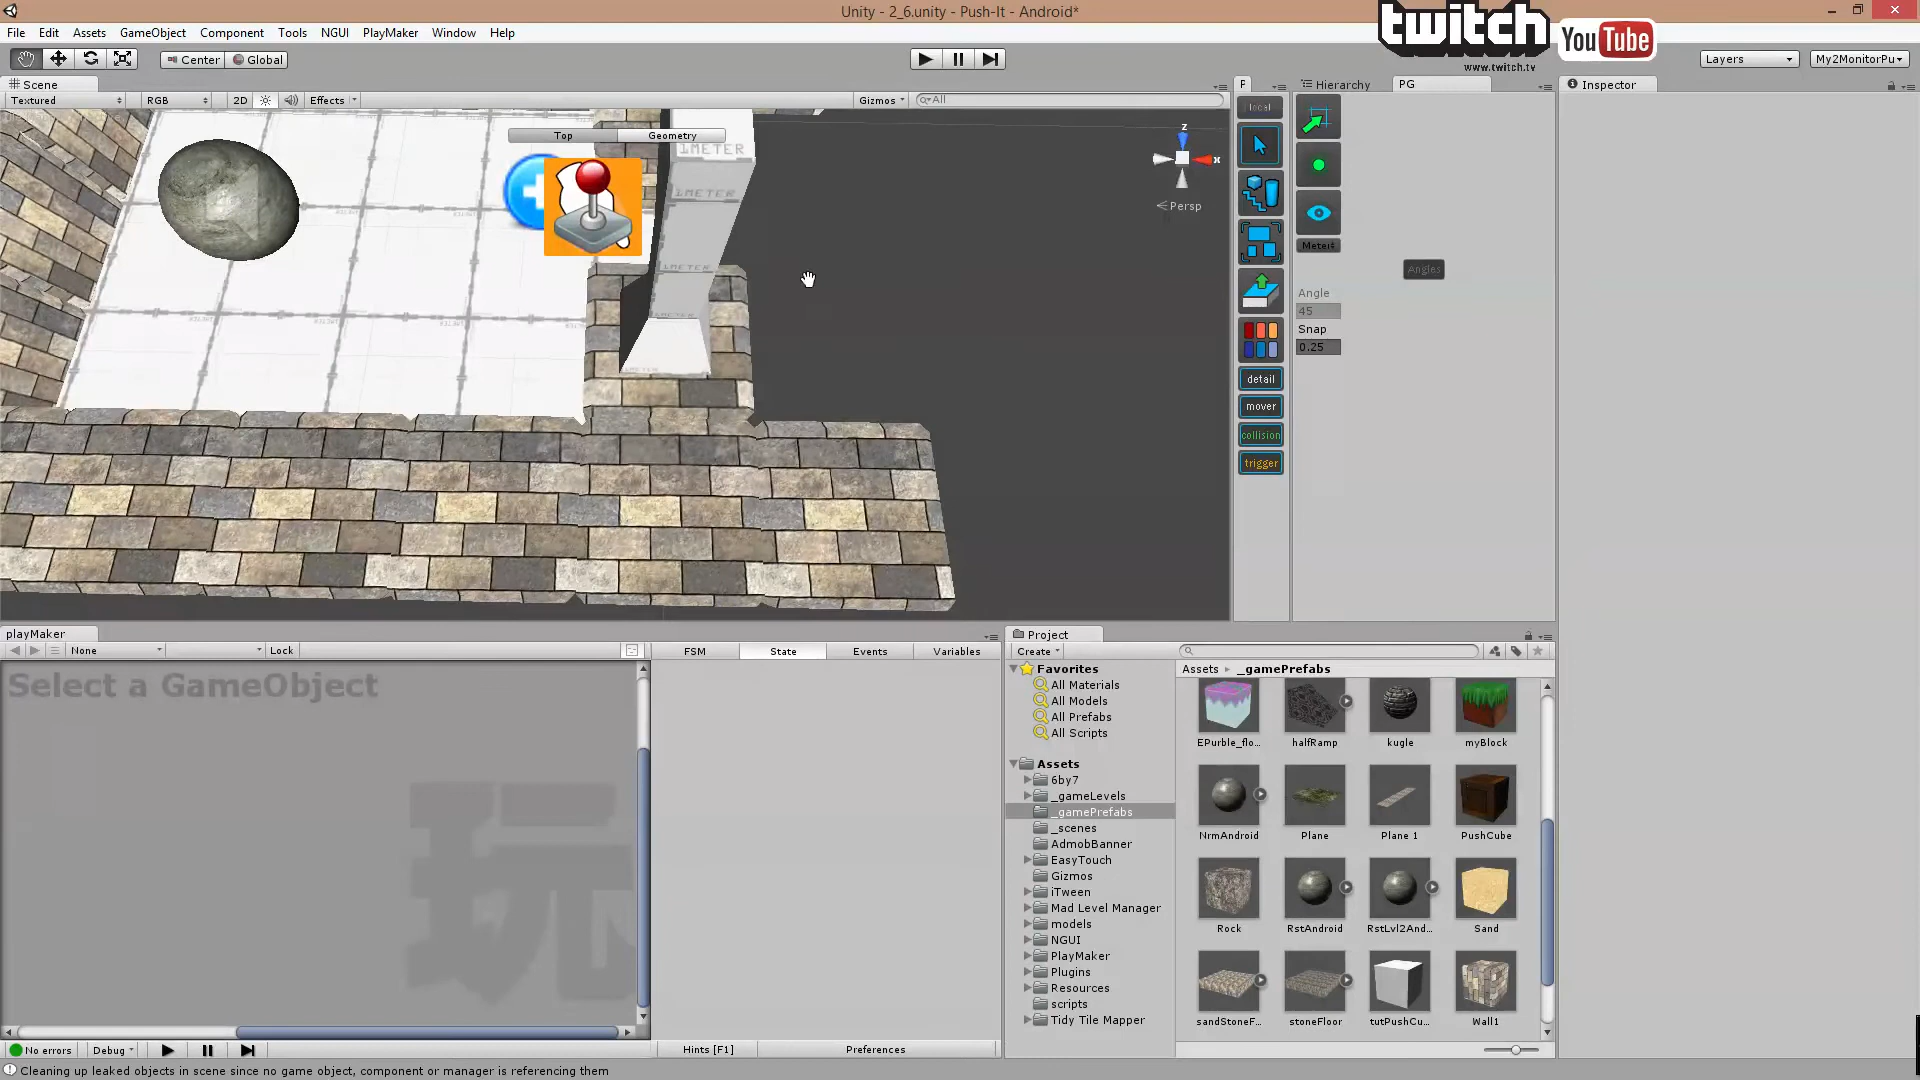 Unity - 2_6.unity - Push-It - Android*
twitch
www.twitch.tv
YouTube
File Edit Assets GameObject Component Tools NGUI PlayMaker Window Help
Center Global
Layers
My2MonitorPu
Scene
F
Hierarchy
PG
Inspector
Textured
RGB
2D
Effects
Gizmos
All
Top
Geometry
1METER
1METER
1METER
z
x
Persp
local
Meter
Angles
Angle
45
Snap
0.25
detail
mover
collision
trigger
playMaker
None
Lock
FSM
State
Events
Variables
Select a GameObject
玩
No errors
Debug
Hints [F1]
Preferences
Project
Create
Favorites
All Materials
All Models
All Prefabs
All Scripts
Assets
6by7
_gameLevels
_gamePrefabs
_scenes
AdmobBanner
EasyTouch
Gizmos
iTween
Mad Level Manager
models
NGUI
PlayMaker
Plugins
Resources
scripts
Tidy Tile Mapper
Assets _gamePrefabs
EPurble_flo...
halfRamp
kugle
myBlock
NrmAndroid
Plane
Plane 1
PushCube
Rock
RstAndroid
RstLvl2And...
Sand
sandStoneF...
stoneFloor
tutPushCu...
Wall1
Cleaning up leaked objects in scene since no game object, component or manager is referencing them